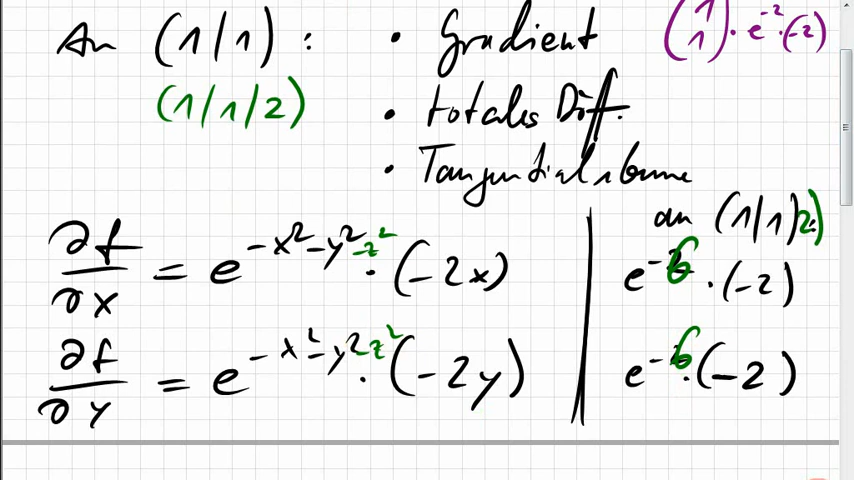 An (1|1): • Gradient (1 1)·e^-2·(-2)
(1|1|2) • totales Diff.
• Tangentialebene
an (1|1|2)
∂f/∂x = e^-x²-y²-z² · (-2x) e^-6 · (-2)
∂f/∂y = e^-x²-y²-z² · (-2y) e^-6 · (-2)